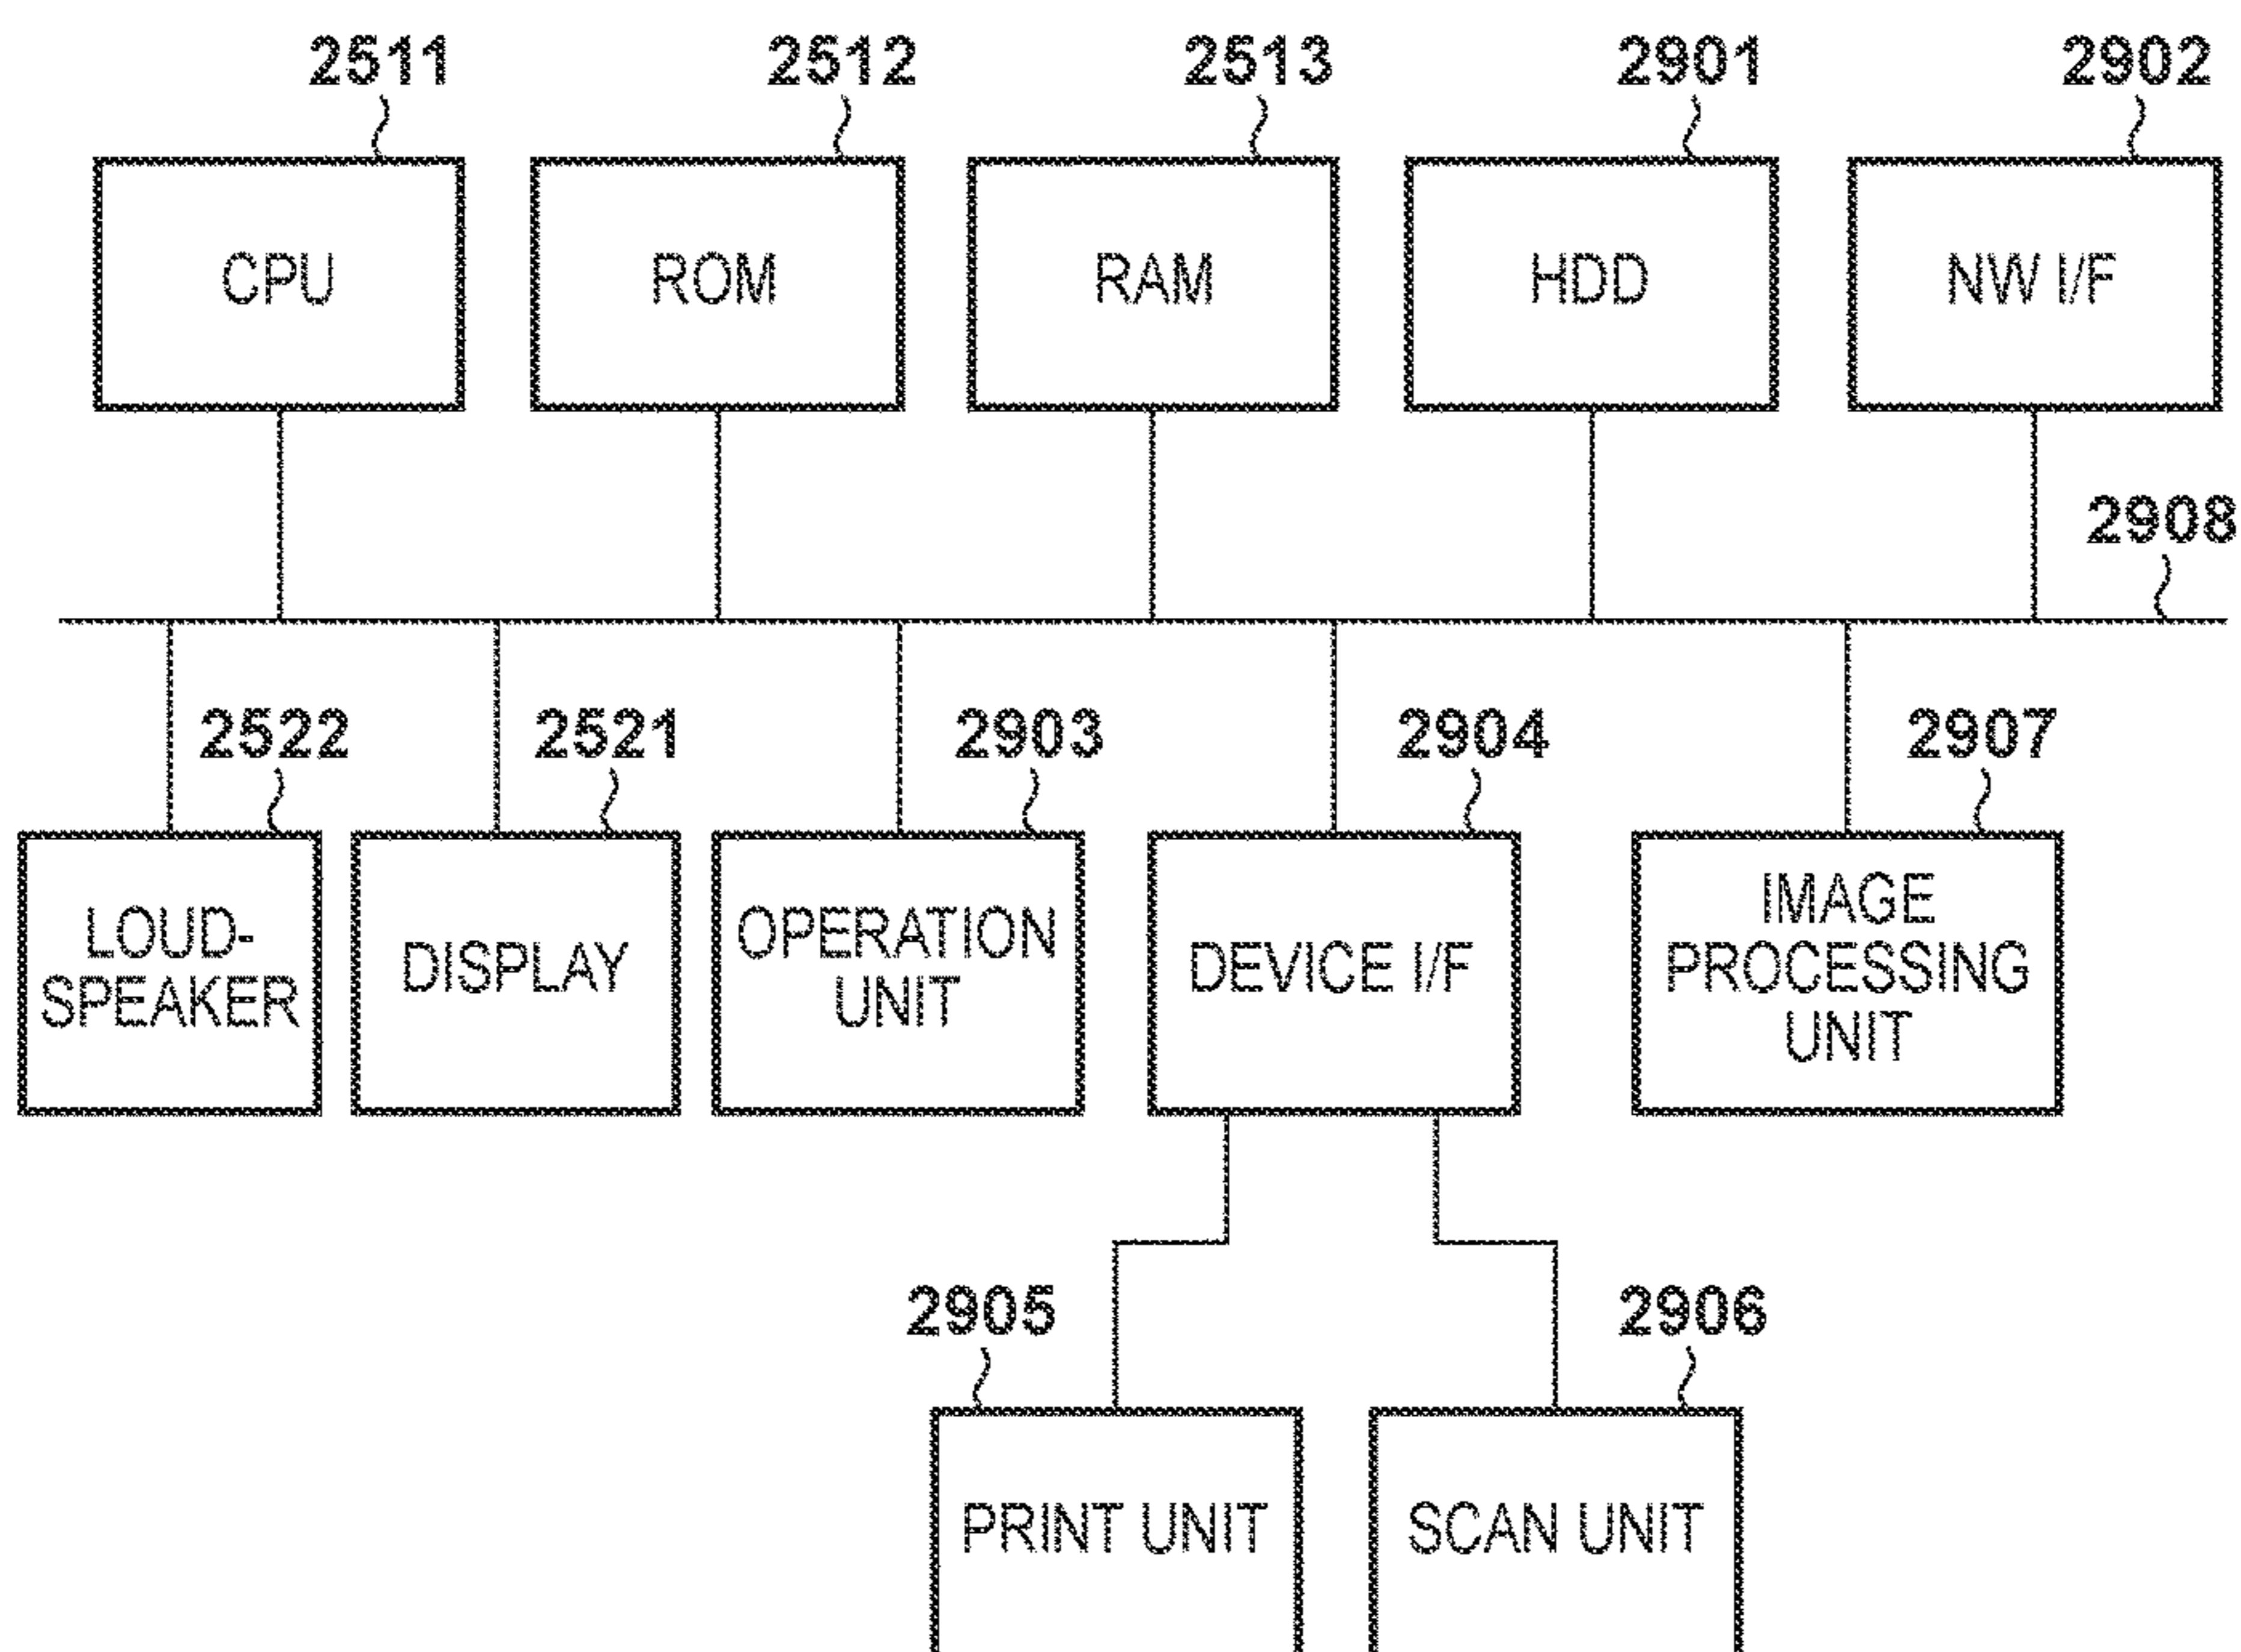 2511
2512
2513
2901
2902
CPU
ROM
RAM
HDD
NW I/F
2908
2522
2521
2903
2904
2907
LOUD-
SPEAKER
DISPLAY
OPERATION
UNIT
DEVICE I/F
IMAGE
PROCESSING
UNIT
2905
2906
PRINT UNIT
SCAN UNIT